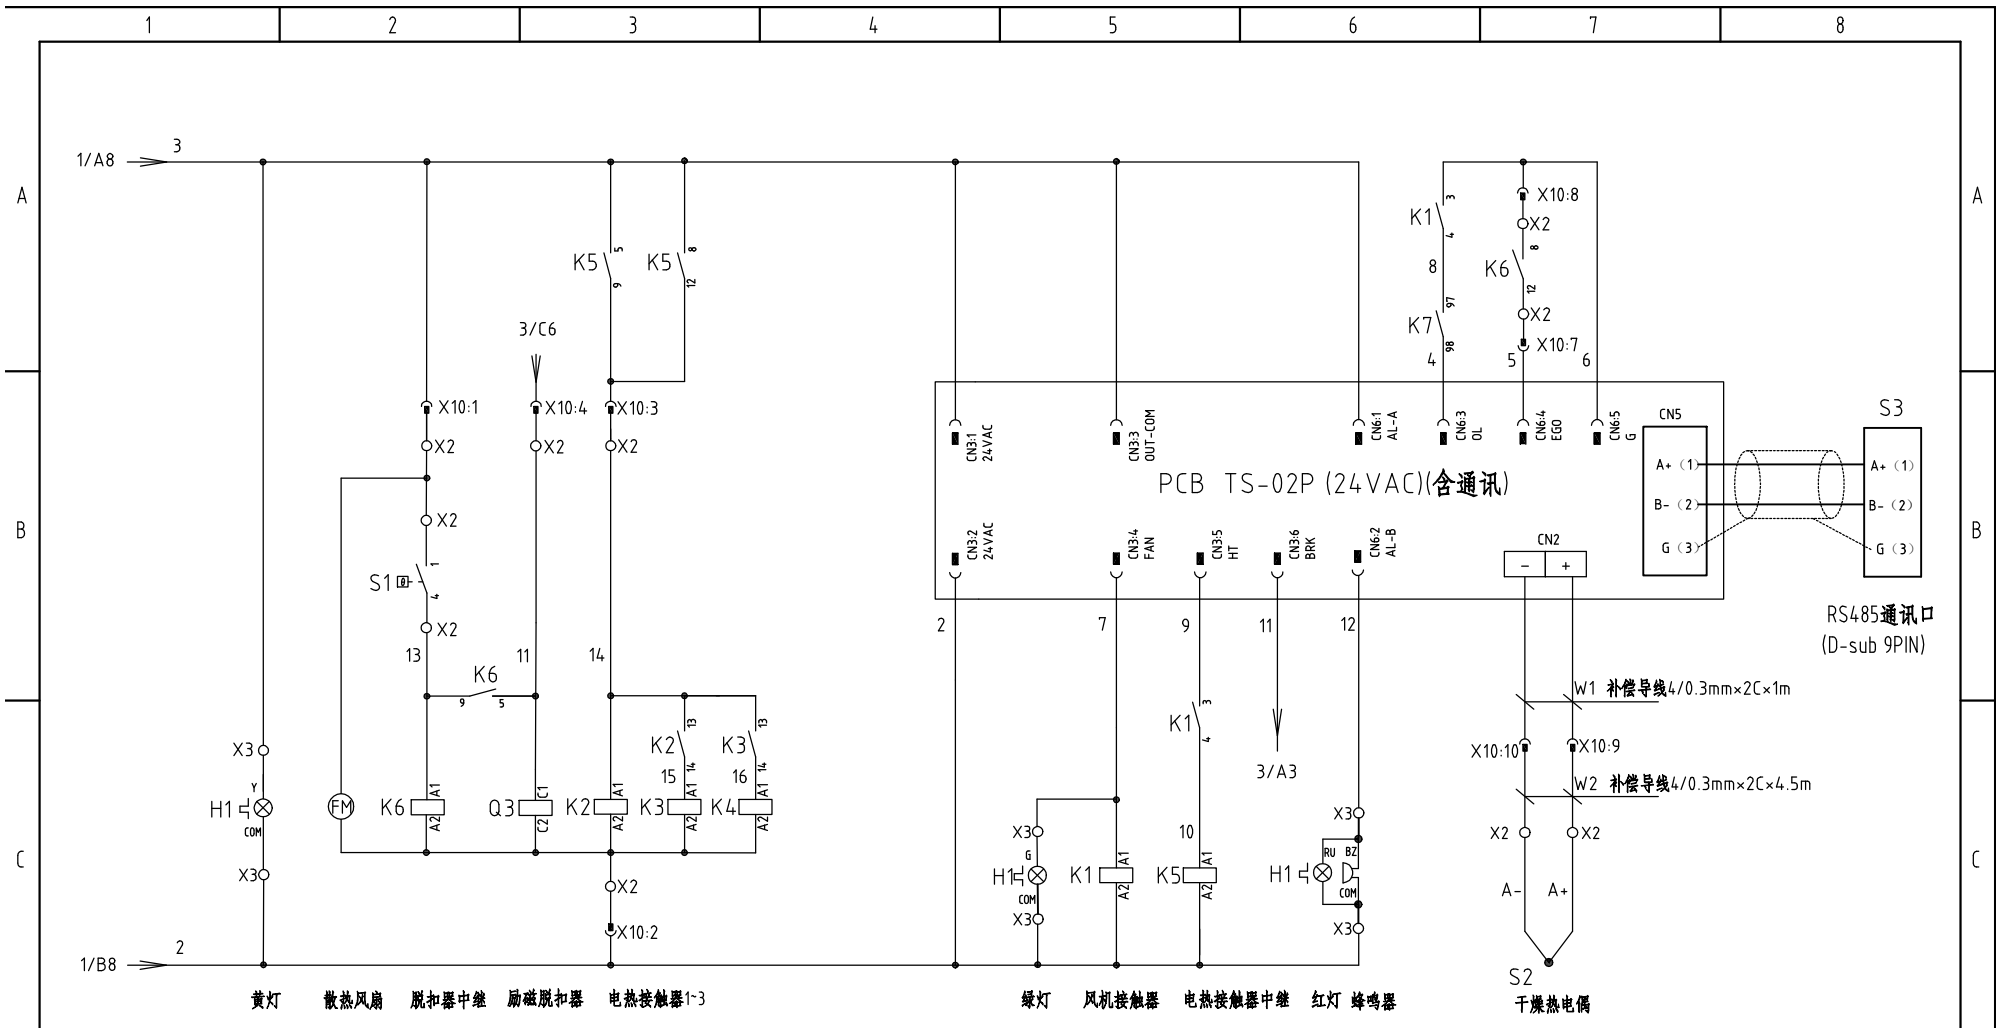 1 2 3 4 5 6 7 8
1/A8 3
A A
X10:8
K1 3 4
X2
K5 5 9
K5 8 12
8
K6 8 12
97
3/C6
K7 98
X2
X10:7
4 5 6
X10:1 X10:4 X10:3
X2 X2 X2
CN3:1 24VAC
CN3:3 OUT-COM
CN6:1 AL-A
CN6:3 OL
CN6:4 EGO
CN6:5 G
CN5
S3
A+ (1) A+ (1)
PCB TS-02P (24VAC)(含通讯)
B- (2) B- (2)
G (3) G (3)
X2
B B
CN3:2 24VAC
CN3:4 FAN
CN3:5 HT
CN3:6 BRK
CN6:2 AL-B
CN2
- +
S1 1 4
X2
RS485通讯口
(D-sub 9PIN)
2 7 9 11 12
13 11 14
K6
9 5
W1 补偿导线4/0.3mm×2C×1m
K1 3 4
K2 13 14
K3 13 14
X3
X10:10 X10:9
15 16
3/A3
W2 补偿导线4/0.3mm×2C×4.5m
H1 Y COM
FM
K6 A1 A2
Q3 C1 C2
K2 A1 A2
K3 A1 A2
K4 A1 A2
X3 X3
X2 X2
10
C C
X3
X2
H1 G COM
K1 A1 A2
K5 A1 A2
H1 RU BZ COM
A- A+
X3 X3
X10:2
1/B8 2
S2
黄灯 散热风扇 脱扣器中继 励磁脱扣器 电热接触器1~3 绿灯 风机接触器 电热接触器中继 红灯 蜂鸣器 干燥热电偶